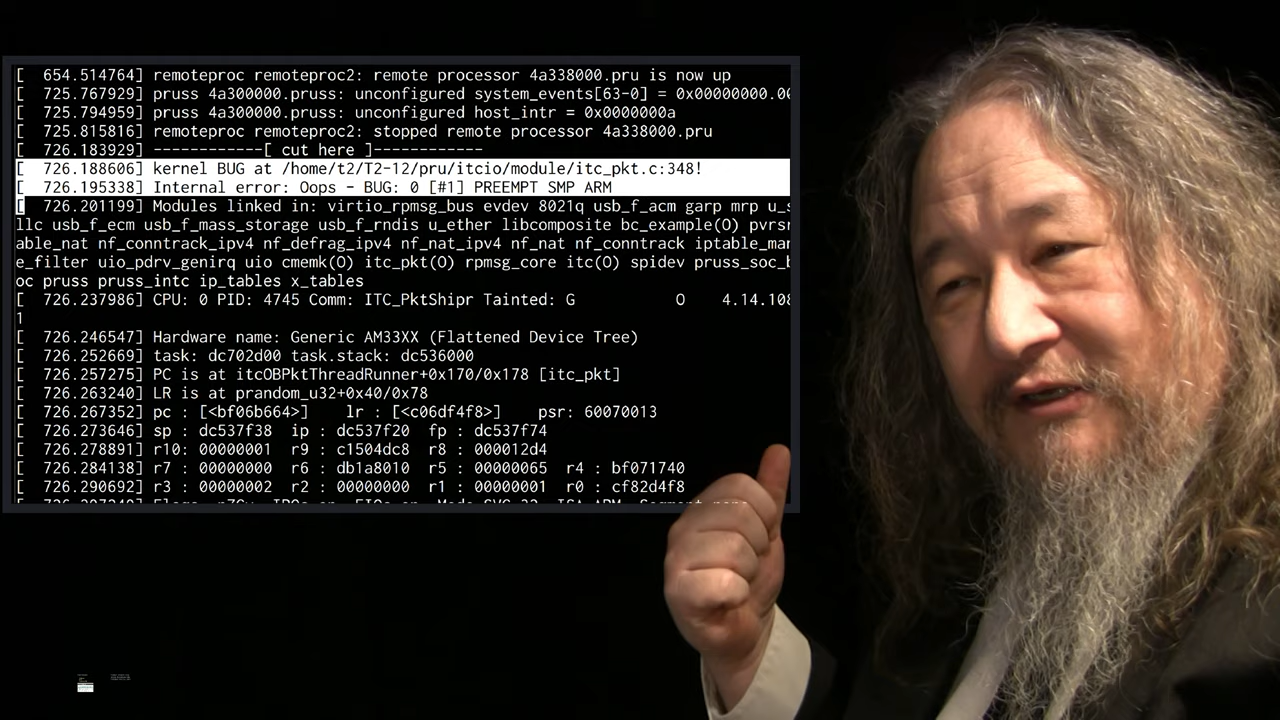 [  654.514764] remoteproc remoteproc2: remote processor 4a338000.pru is now up
[  725.767929] pruss 4a300000.pruss: unconfigured system_events[63-0] = 0x00000000.00
[  725.794959] pruss 4a300000.pruss: unconfigured host_intr = 0x0000000a
[  725.815816] remoteproc remoteproc2: stopped remote processor 4a338000.pru
[  726.183929] ------------[ cut here ]------------
[  726.188606] kernel BUG at /home/t2/T2-12/pru/itcio/module/itc_pkt.c:348!
[  726.195338] Internal error: Oops - BUG: 0 [#1] PREEMPT SMP ARM
[  726.201199] Modules linked in: virtio_rpmsg_bus evdev 8021q usb_f_acm garp mrp u_s
llc usb_f_ecm usb_f_mass_storage usb_f_rndis u_ether libcomposite bc_example(O) pvrs
able_nat nf_conntrack_ipv4 nf_defrag_ipv4 nf_nat_ipv4 nf_nat nf_conntrack iptable_man
e_filter uio_pdrv_genirq uio cmemk(O) itc_pkt(O) rpmsg_core itc(O) spidev pruss_soc_b
oc pruss pruss_intc ip_tables x_tables
[  726.237986] CPU: 0 PID: 4745 Comm: ITC_PktShipr Tainted: G           O    4.14.108
1
[  726.246547] Hardware name: Generic AM33XX (Flattened Device Tree)
[  726.252669] task: dc702d00 task.stack: dc536000
[  726.257275] PC is at itcOBPktThreadRunner+0x170/0x178 [itc_pkt]
[  726.263240] LR is at prandom_u32+0x40/0x78
[  726.267352] pc : [<bf06b664>]    lr : [<c06df4f8>]    psr: 60070013
[  726.273646] sp : dc537f38  ip : dc537f20  fp : dc537f74
[  726.278891] r10: 00000001  r9 : c1504dc8  r8 : 000012d4
[  726.284138] r7 : 00000000  r6 : db1a8010  r5 : 00000065  r4 : bf071740
[  726.290692] r3 : 00000002  r2 : 00000000  r1 : 00000001  r0 : cf82d4f8